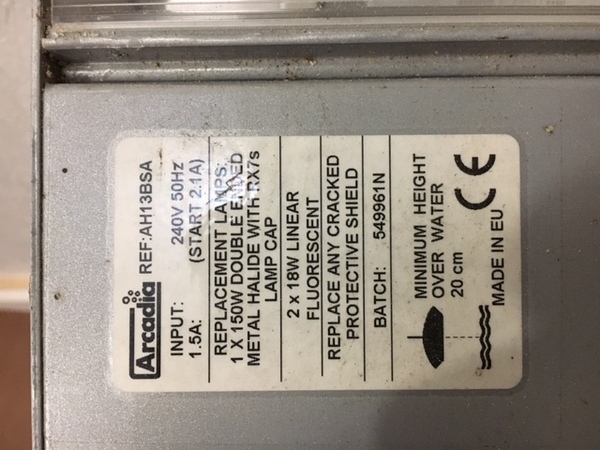 Arcadia REF:AH13BSA
INPUT: 240V 50Hz
1.5A: (START 2.1A)
REPLACEMENT LAMPS:
1 X 150W DOUBLE ENDED
METAL HALIDE WITH RX7s
LAMP CAP
2 x 18W LINEAR
FLUORESCENT
REPLACE ANY CRACKED
PROTECTIVE SHIELD
BATCH: 549961N
MINIMUM HEIGHT
OVER WATER
20 cm
CE
MADE IN EU